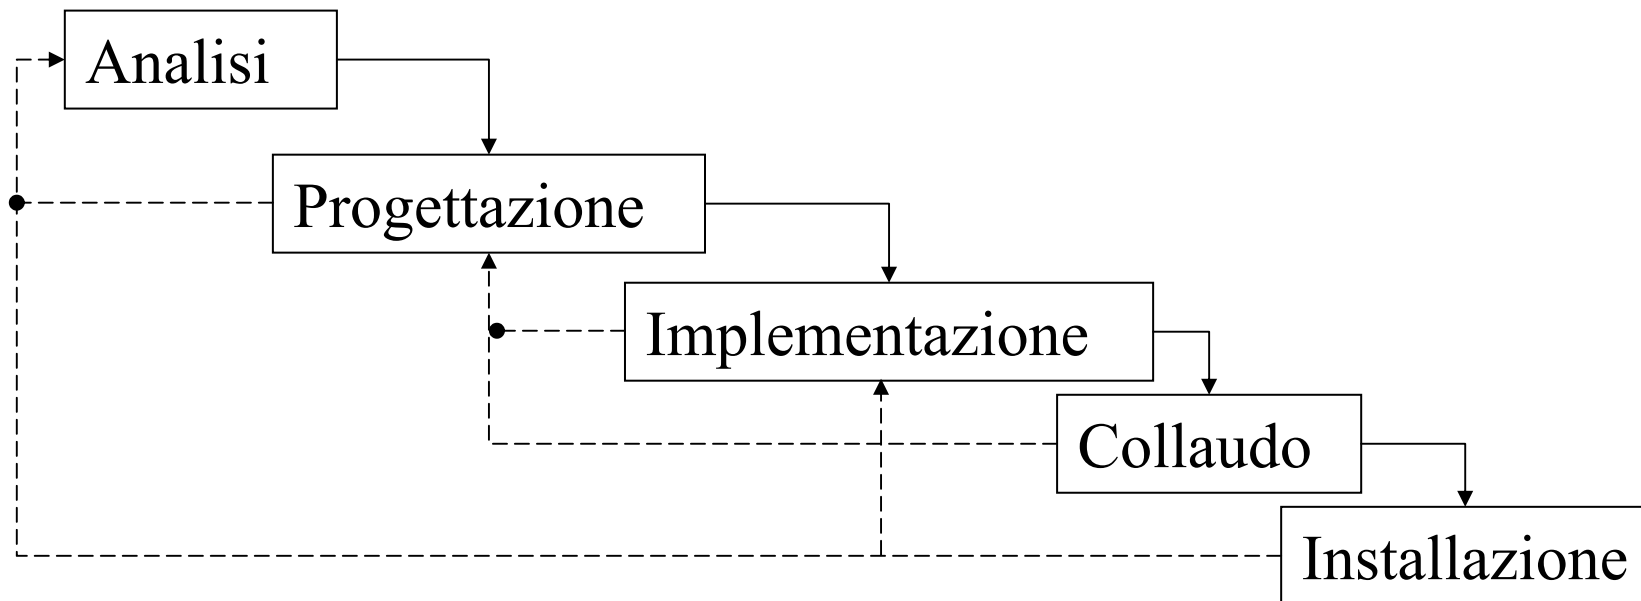 Analisi
Progettazione
Implementazione
Collaudo
Installazione